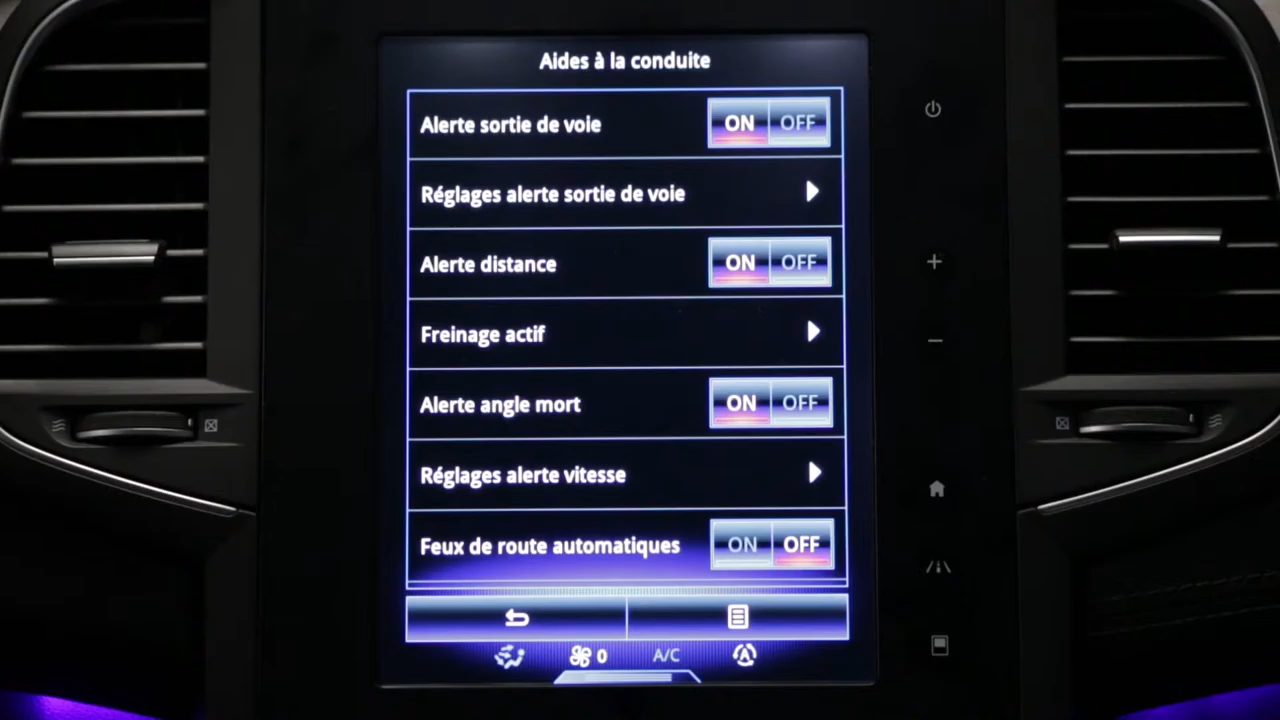 Aides à la conduite
Alerte sortie de voie ON OFF
Réglages alerte sortie de voie
Alerte distance ON OFF
Freinage actif
Alerte angle mort ON OFF
Réglages alerte vitesse
Feux de route automatiques ON OFF
0 A/C